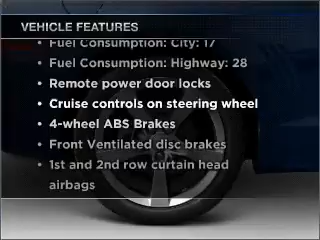 VEHICLE FEATURES
• Fuel Consumption: City: 17
• Fuel Consumption: Highway: 28
• Remote power door locks
• Cruise controls on steering wheel
• 4-wheel ABS Brakes
• Front Ventilated disc brakes
• 1st and 2nd row curtain head
airbags